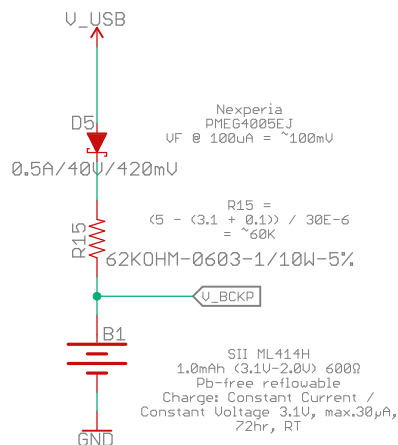 V_USB
D5
Nexperia
PMEG4005EJ
VF @ 100uA = ~100mV
0.5A/40V/420mV
R15 =
(5 - (3.1 + 0.1)) / 30E-6
= ~60K
R15
62KOHM-0603-1/10W-5%
V_BCKP
B1
SII ML414H
1.0mAh (3.1V-2.0V) 600Ω
Pb-free reflowable
Charge: Constant Current /
Constant Voltage 3.1V, max.30µA,
72hr, RT
GND